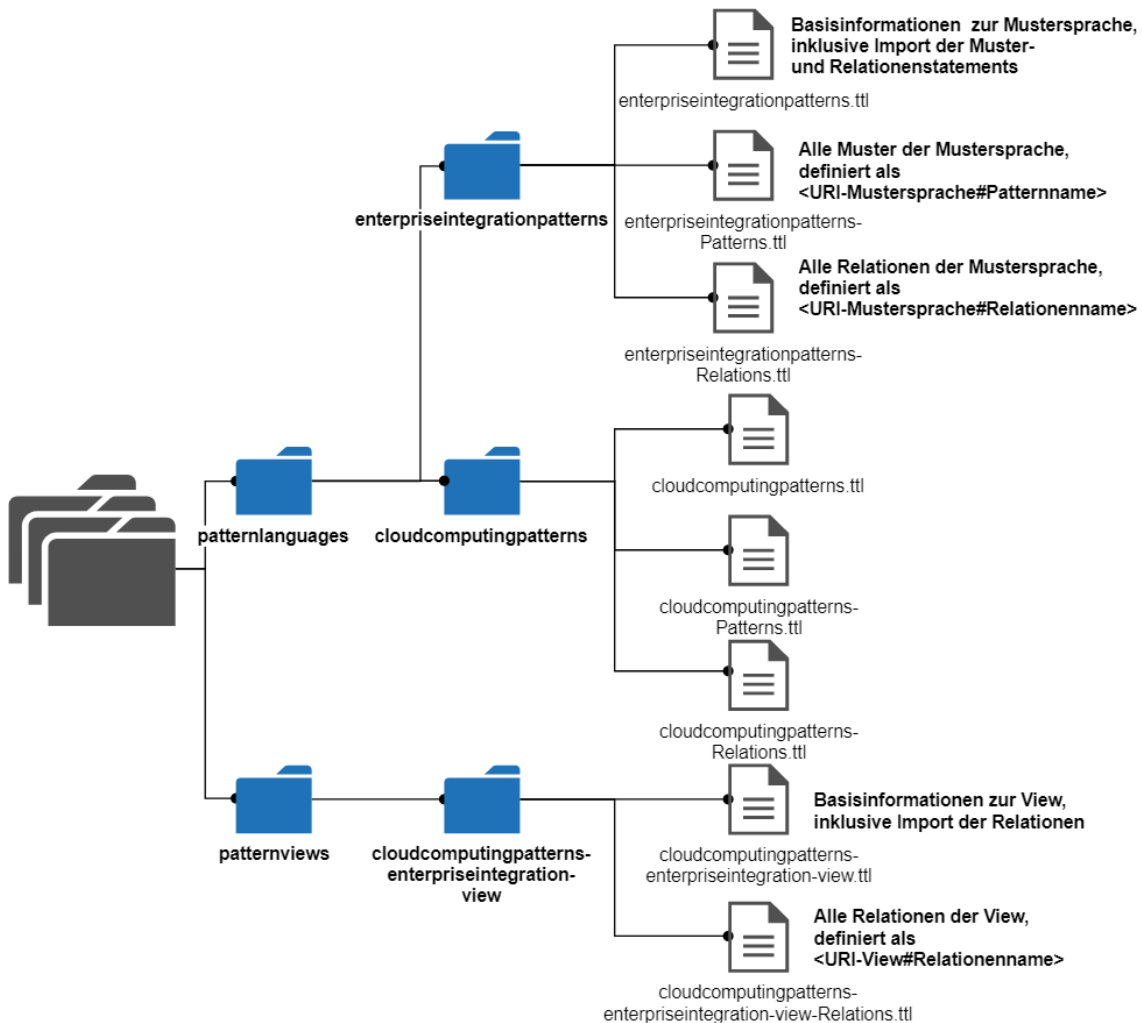 Basisinformationen zur Mustersprache,
inklusive Import der Muster-
und Relationenstatements
enterpriseintegrationpatterns.ttl
Alle Muster der Mustersprache,
definiert als
<URI-Mustersprache#Patternname>
enterpriseintegrationpatterns
enterpriseintegrationpatterns-
Patterns.ttl
Alle Relationen der Mustersprache,
definiert als
<URI-Mustersprache#Relationenname>
enterpriseintegrationpatterns-
Relations.ttl
cloudcomputingpatterns.ttl
patternlanguages
cloudcomputingpatterns
cloudcomputingpatterns-
Patterns.ttl
cloudcomputingpatterns-
Relations.ttl
Basisinformationen zur View,
inklusive Import der Relationen
patternviews
cloudcomputingpatterns-
enterpriseintegration-
view
cloudcomputingpatterns-
enterpriseintegration-view.ttl
Alle Relationen der View,
definiert als
<URI-View#Relationenname>
cloudcomputingpatterns-
enterpriseintegration-view-Relations.ttl